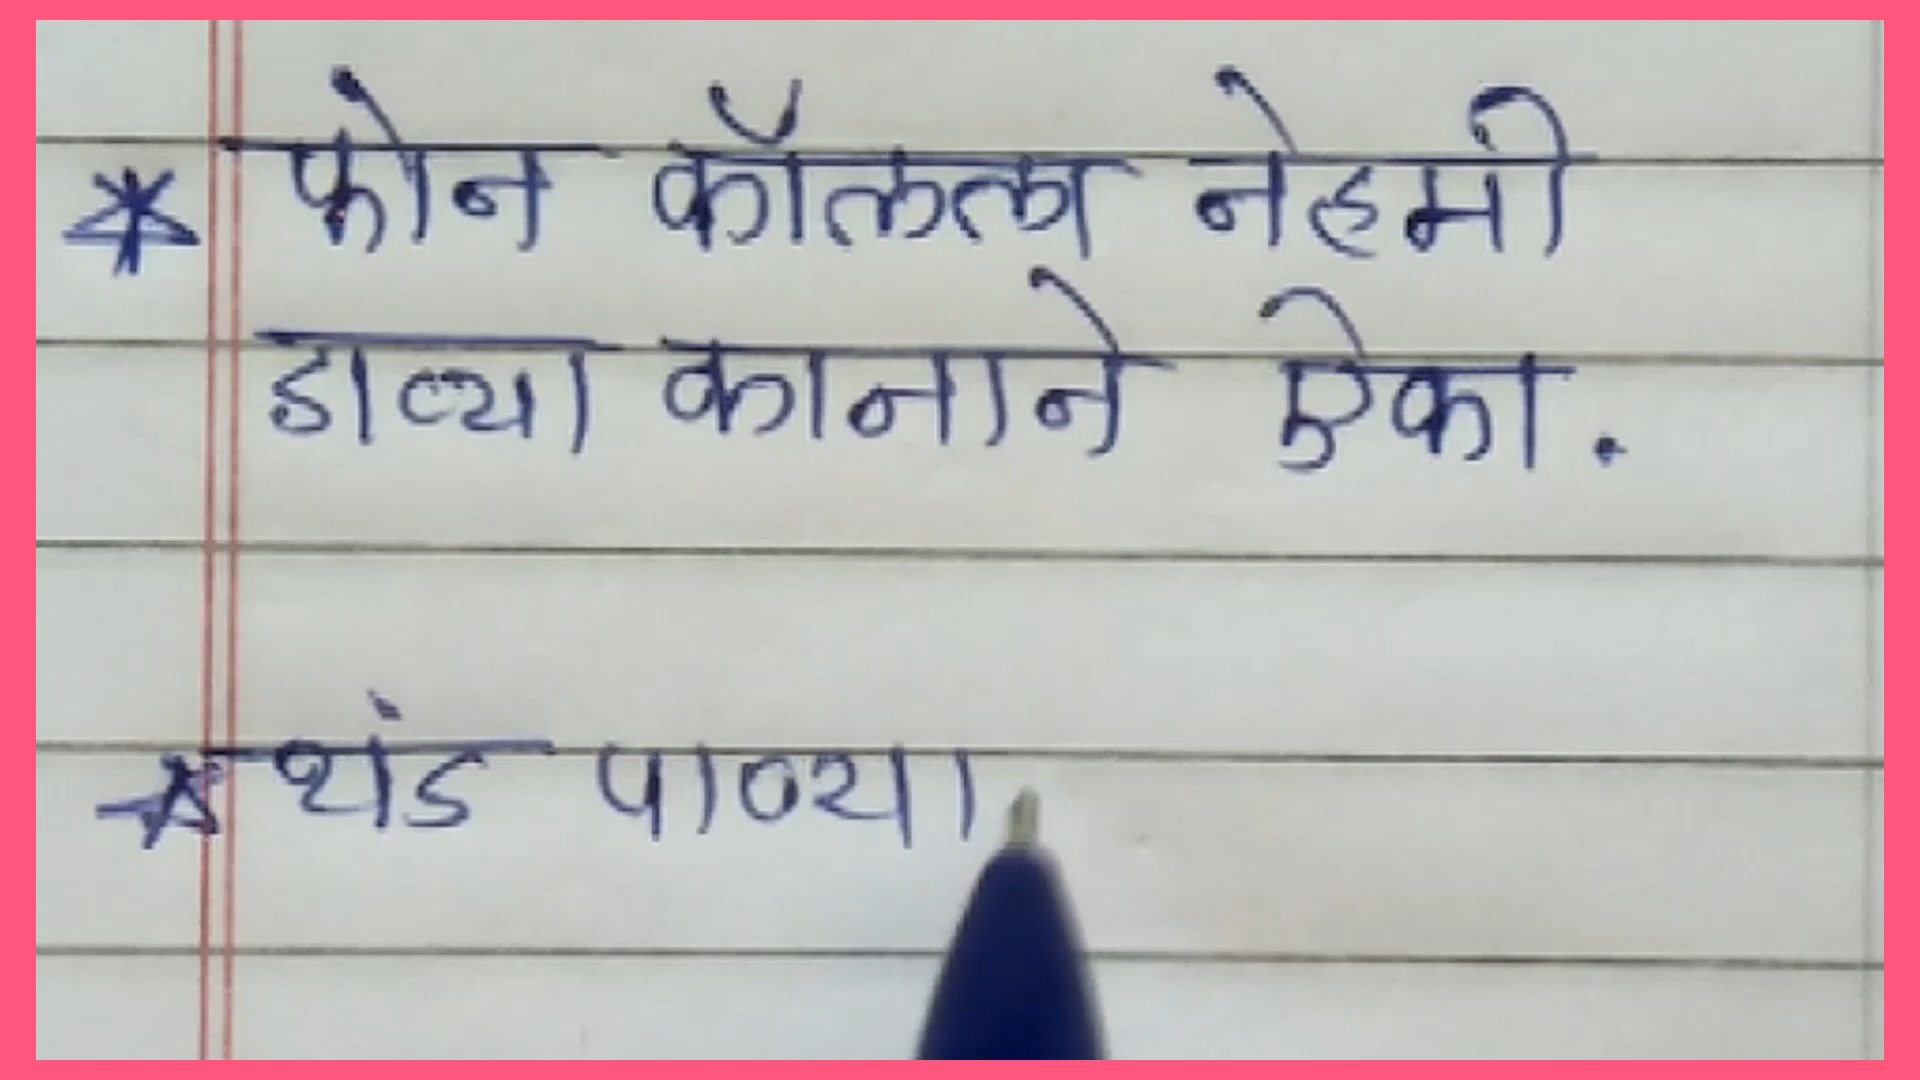 * फोन कॉलला नेहमी
डाव्या कानाने ऐका.
* थंड पाण्या